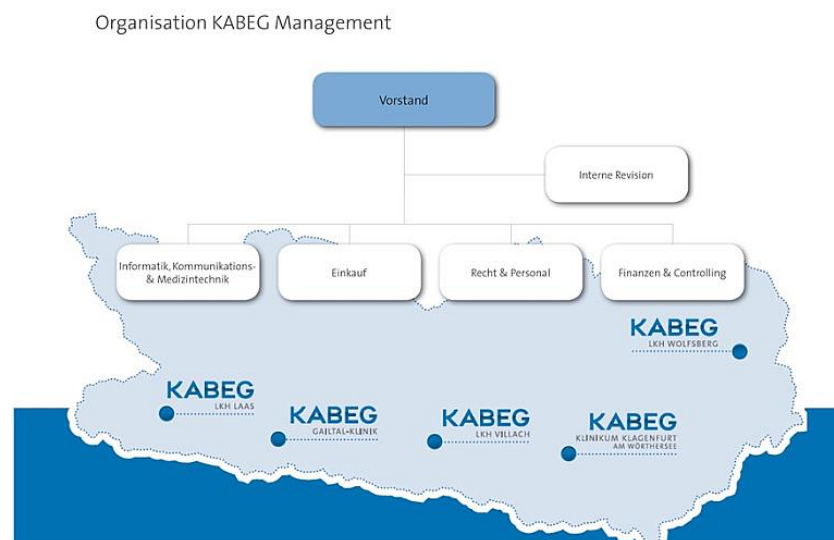 Organisation KABEG Management
Vorstand
Interne Revision
Informatik, Kommunikations-
& Medizintechnik
Einkauf
Recht & Personal
Finanzen & Controlling
KABEG
LKH WOLFSBERG
KABEG
LKH LAAS
KABEG
GAILTAL-KLINIK
KABEG
LKH VILLACH
KABEG
KLINIKUM KLAGENFURT
AM WÖRTHERSEE